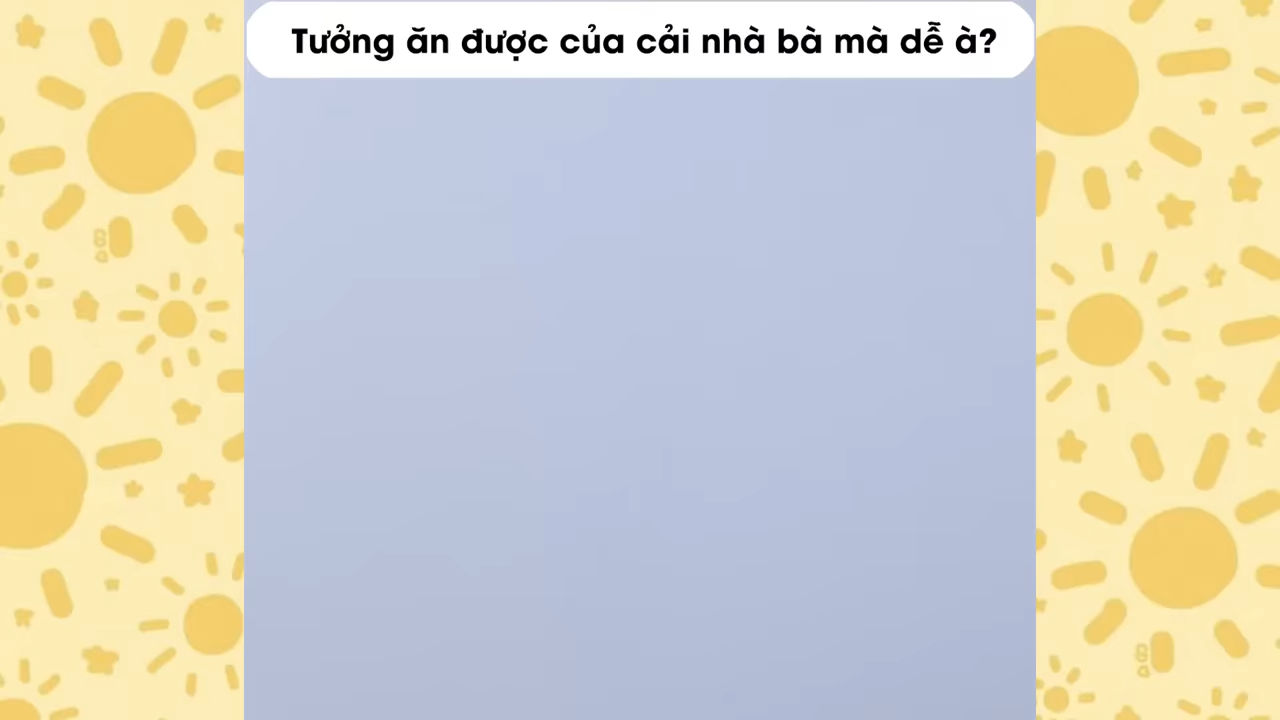 Tưởng ăn được của cải nhà bà mà dễ à?